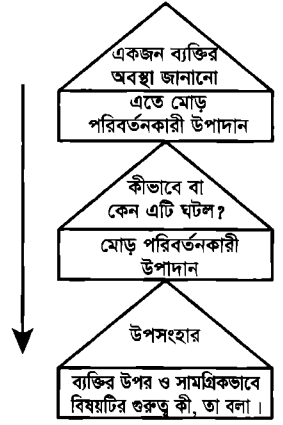 একজন ব্যক্তির
অবস্থা জানানো
এতে মোড়
পরিবর্তনকারী উপাদান
কীভাবে বা
কেন এটি ঘটল?
মোড় পরিবর্তনকারী
উপাদান
উপসংহার
ব্যক্তির উপর ও সামগ্রিকভাবে
বিষয়টির গুরুত্ব কী, তা বলা।